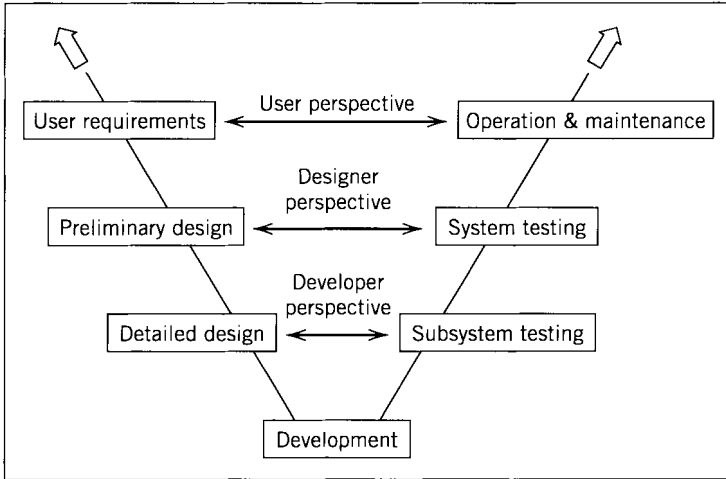 User perspective
User requirements
Operation & maintenance
Designer
perspective
Preliminary design
System testing
Developer
perspective
Detailed design
Subsystem testing
Development